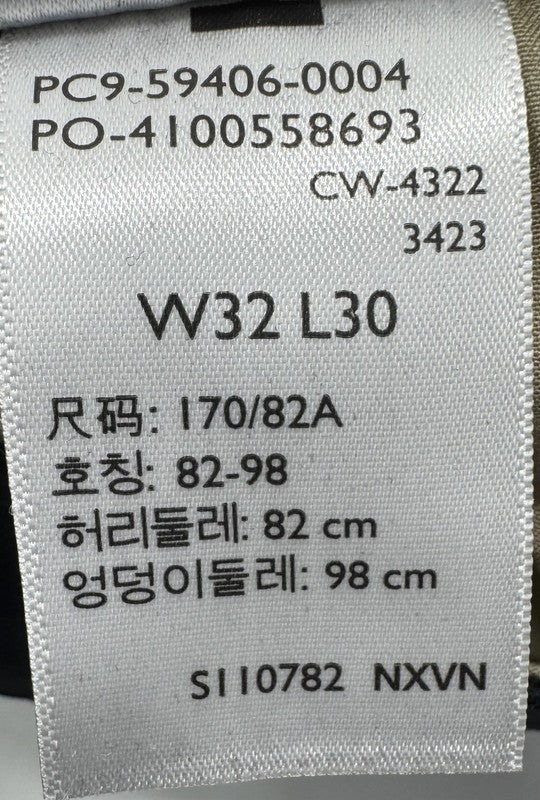 PC9-59406-0004
PO-4100558693
CW-4322
3423
W32 L30
尺码: 170/82A
호칭: 82-98
허리둘레: 82 cm
엉덩이둘레: 98 cm
S110782 NXVN